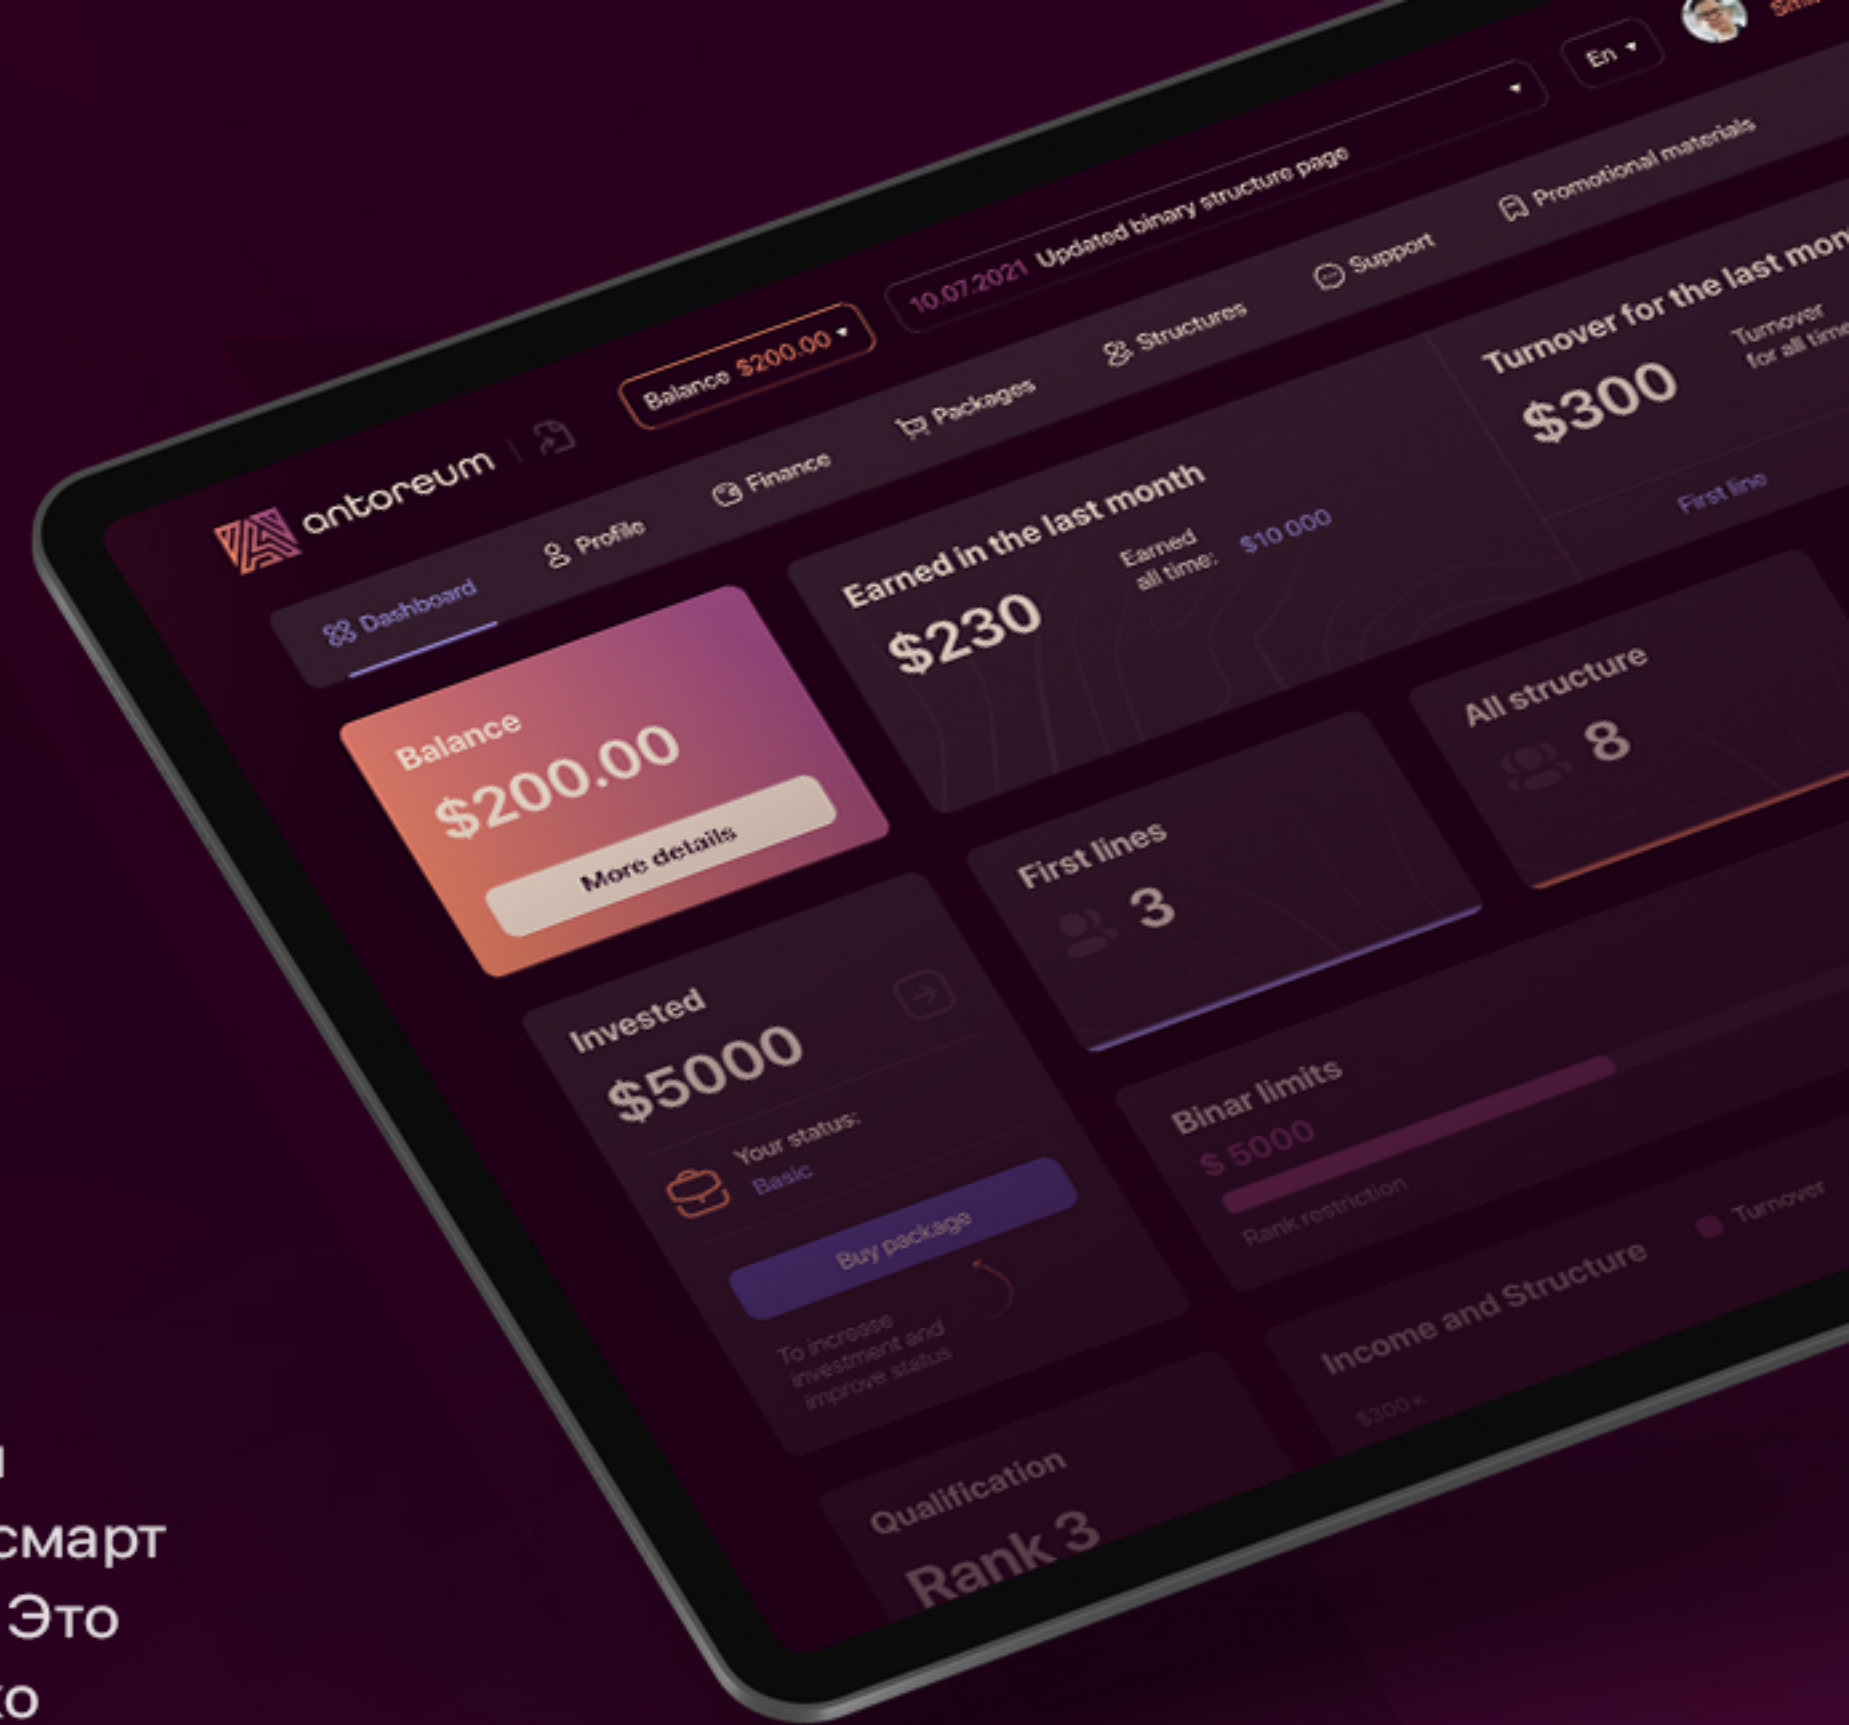 En
10.07.2021 Updated binary structure page
Balance $200.00
antoreum
Dashboard
Profile
Finance
Packages
Structures
Support
Promotional materials
Balance
$200.00
More details
Earned in the last month
$230
Earned
all time:
$10 000
Turnover for the last
$300
Turnover
for all time
First line
First lines
3
All structure
8
Invested
$5000
Your status:
Basic
Buy package
To increase
investment and
improve status
Binar limits
$ 5000
Rank restriction
Income and Structure
Turnover
$300 к
Qualification
Rank 3
смарт
Это